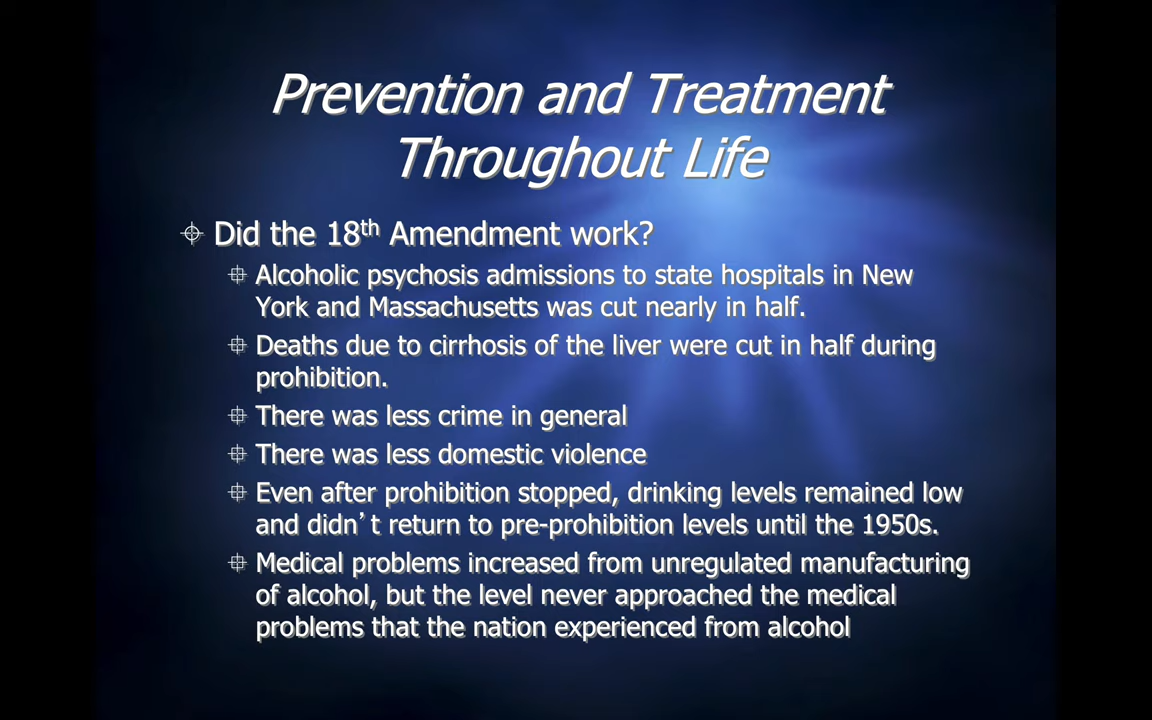 Prevention and Treatment
Throughout Life
Did the 18th Amendment work?
Alcoholic psychosis admissions to state hospitals in New
York and Massachusetts was cut nearly in half.
Deaths due to cirrhosis of the liver were cut in half during
prohibition.
There was less crime in general
There was less domestic violence
Even after prohibition stopped, drinking levels remained low
and didn't return to pre-prohibition levels until the 1950s.
Medical problems increased from unregulated manufacturing
of alcohol, but the level never approached the medical
problems that the nation experienced from alcohol